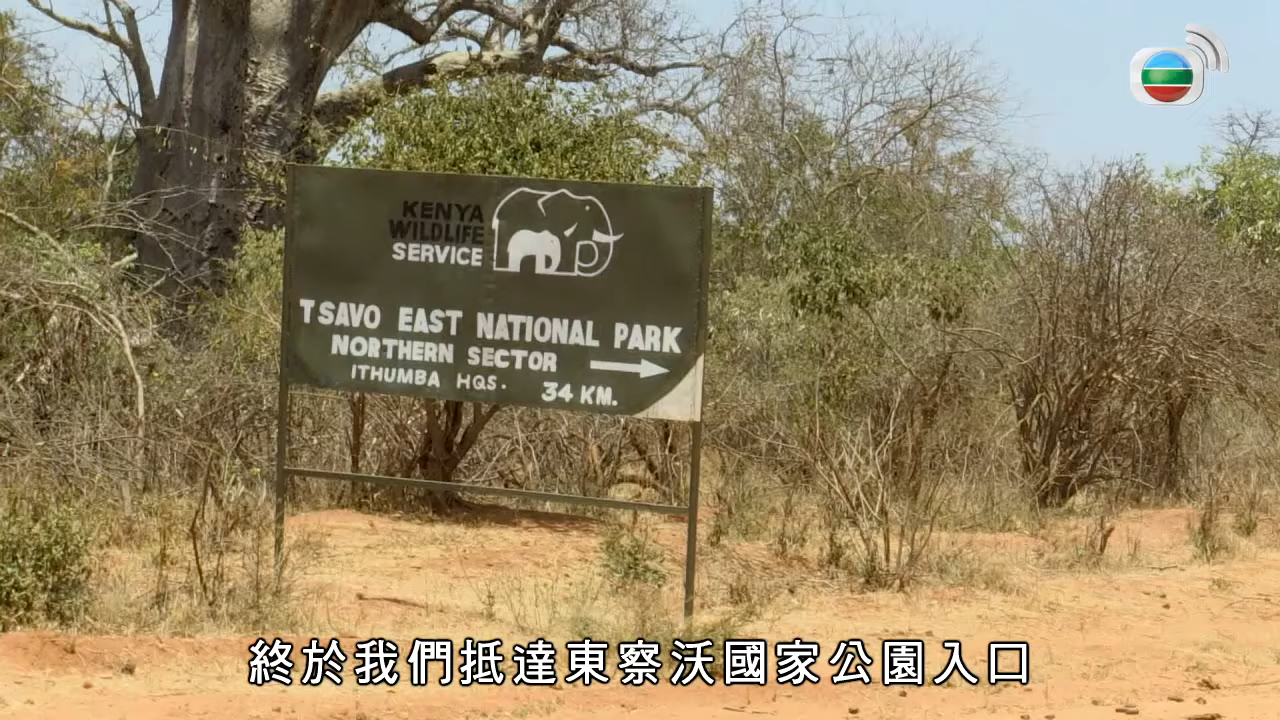 KENYA
WILDLIFE
SERVICE
TSAVO EAST NATIONAL PARK
NORTHERN SECTOR
ITHUMBA HQS. 34 KM.
終於我們抵達東察沃國家公園入口